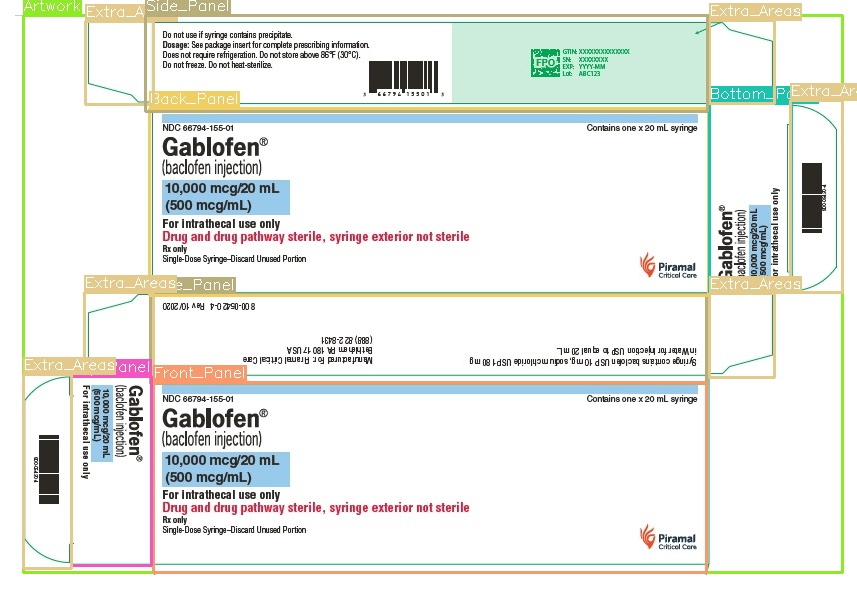 Artwork
Extra_A
Side_Panel
Extra_Areas
Do not use if syringe contains precipitate.
Dosage: See package insert for complete prescribing information.
Does not require refrigeration. Do not store above 86°F (30°C).
Do not freeze. Do not heat-sterilize.
3 66794 15501 3
FPO
GTIN: XXXXXXXXXXXXXX
SN: XXXXXXXX
EXP: YYYY-MM
Lot: ABC123
Back_Panel
Bottom_P
Extra_Are
NDC 66794-155-01
Contains one x 20 mL syringe
Gablofen®
(baclofen injection)
10,000 mcg/20 mL
(500 mcg/mL)
For intrathecal use only
Drug and drug pathway sterile, syringe exterior not sterile
Rx only
Single-Dose Syringe–Discard Unused Portion
Piramal
Critical Care
Gablofen®
(baclofen injection)
10,000 mcg/20 mL
(500 mcg/mL)
For intrathecal use only
Extra_Areas
e_Panel
Extra_Areas
Manufactured For: Piramal Critical Care
Bethlehem, PA 18017 USA
Syringe contains baclofen USP 10 mg, sodium chloride USP 180 mg
in Water for Injection USP to equal 20 mL.
Extra_Areas
Panel
Front_Panel
Gablofen®
(baclofen injection)
10,000 mcg/20 mL
(500 mcg/mL)
For intrathecal use only
NDC 66794-155-01
Contains one x 20 mL syringe
Gablofen®
(baclofen injection)
10,000 mcg/20 mL
(500 mcg/mL)
For intrathecal use only
Drug and drug pathway sterile, syringe exterior not sterile
Rx only
Single-Dose Syringe–Discard Unused Portion
Piramal
Critical Care